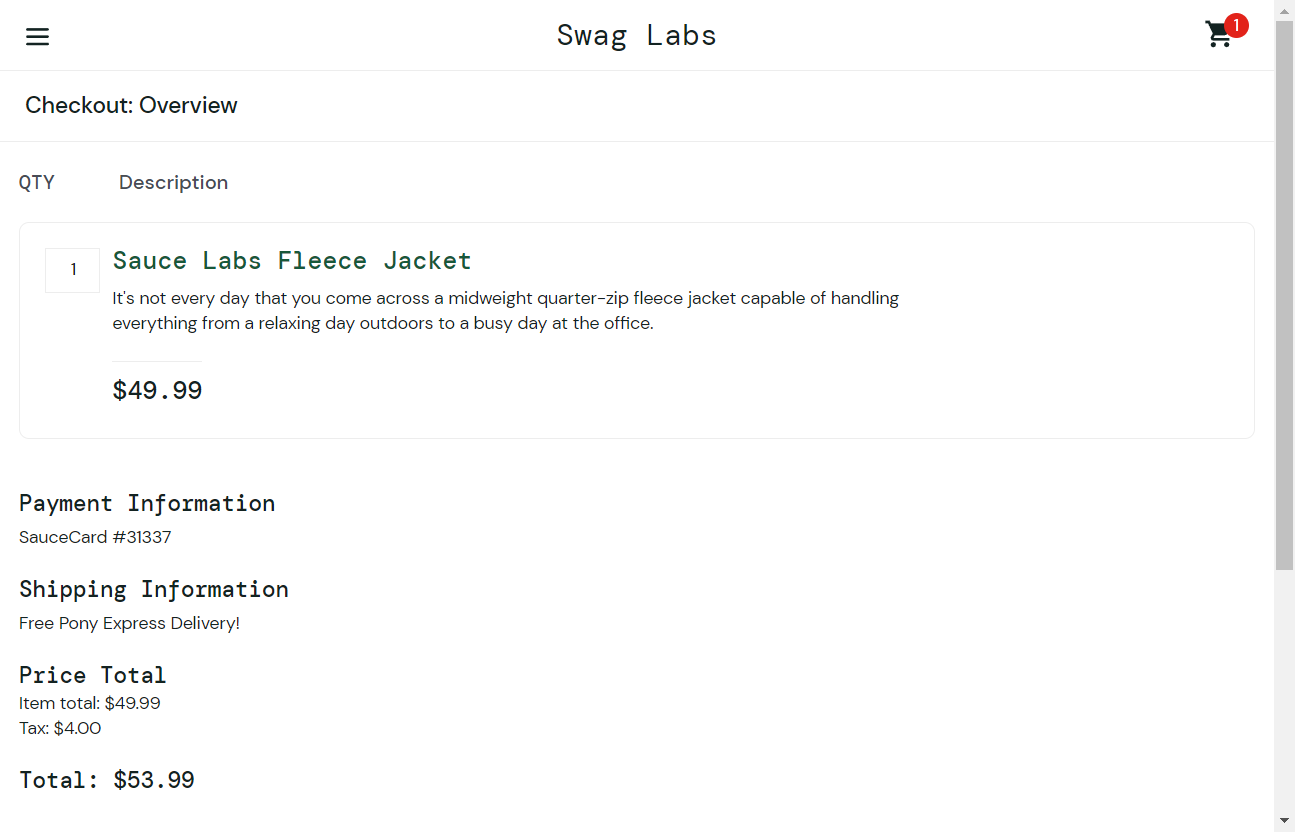 Swag Labs
1
Checkout: Overview
QTY Description
1
Sauce Labs Fleece Jacket
It's not every day that you come across a midweight quarter-zip fleece jacket capable of handling
everything from a relaxing day outdoors to a busy day at the office.
$49.99
Payment Information
SauceCard #31337
Shipping Information
Free Pony Express Delivery!
Price Total
Item total: $49.99
Tax: $4.00
Total: $53.99